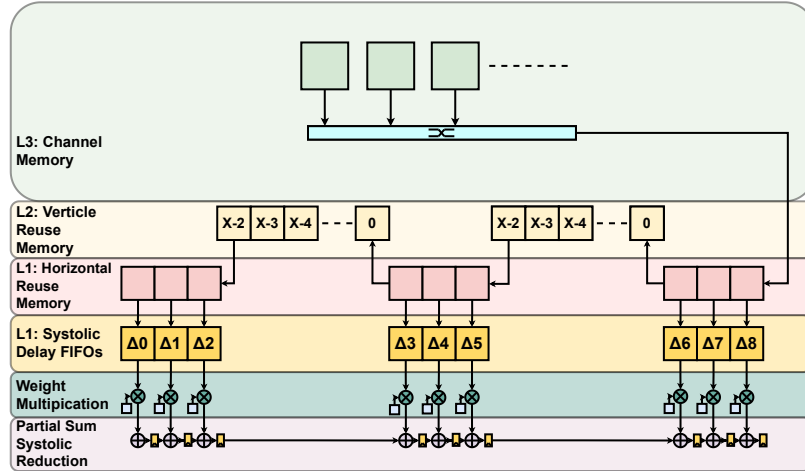 L3: Channel
Memory
L2: Verticle
Reuse
Memory
X-2 X-3 X-4 0 X-2 X-3 X-4 0
L1: Horizontal
Reuse
Memory
L1: Systolic
Delay FIFOs
Δ0 Δ1 Δ2 Δ3 Δ4 Δ5 Δ6 Δ7 Δ8
Weight
Multipication
Partial Sum
Systolic
Reduction